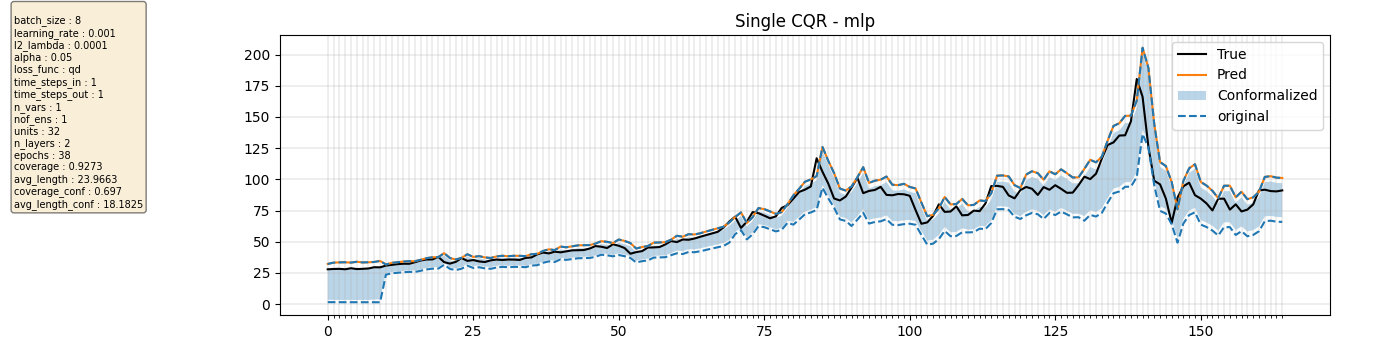 batch_size : 8
learning_rate : 0.001
l2_lambda : 0.0001
alpha : 0.05
loss_func : qd
time_steps_in : 1
time_steps_out : 1
n_vars : 1
nof_ens : 1
units : 32
n_layers : 2
epochs : 38
coverage : 0.9273
avg_length : 23.9663
coverage_conf : 0.697
avg_length_conf : 18.1825
Single CQR - mlp
True
Pred
Conformalized
original
200
175
150
125
100
75
50
25
0
0 25 50 75 100 125 150